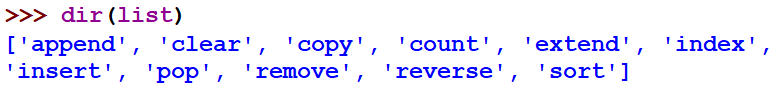 >>> dir(list)
['append', 'clear', 'copy', 'count', 'extend', 'index',
'insert', 'pop', 'remove', 'reverse', 'sort']